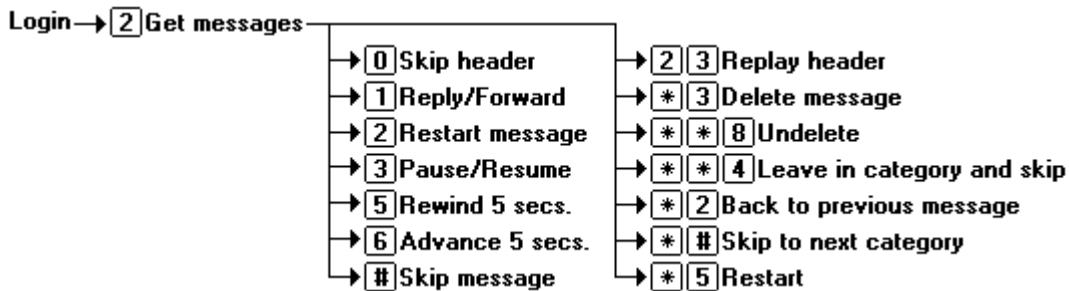 Login 2 Get messages
0 Skip header
1 Reply/Forward
2 Restart message
3 Pause/Resume
5 Rewind 5 secs.
6 Advance 5 secs.
# Skip message
2 3 Replay header
* 3 Delete message
* * 8 Undelete
* * 4 Leave in category and skip
* 2 Back to previous message
* # Skip to next category
* 5 Restart